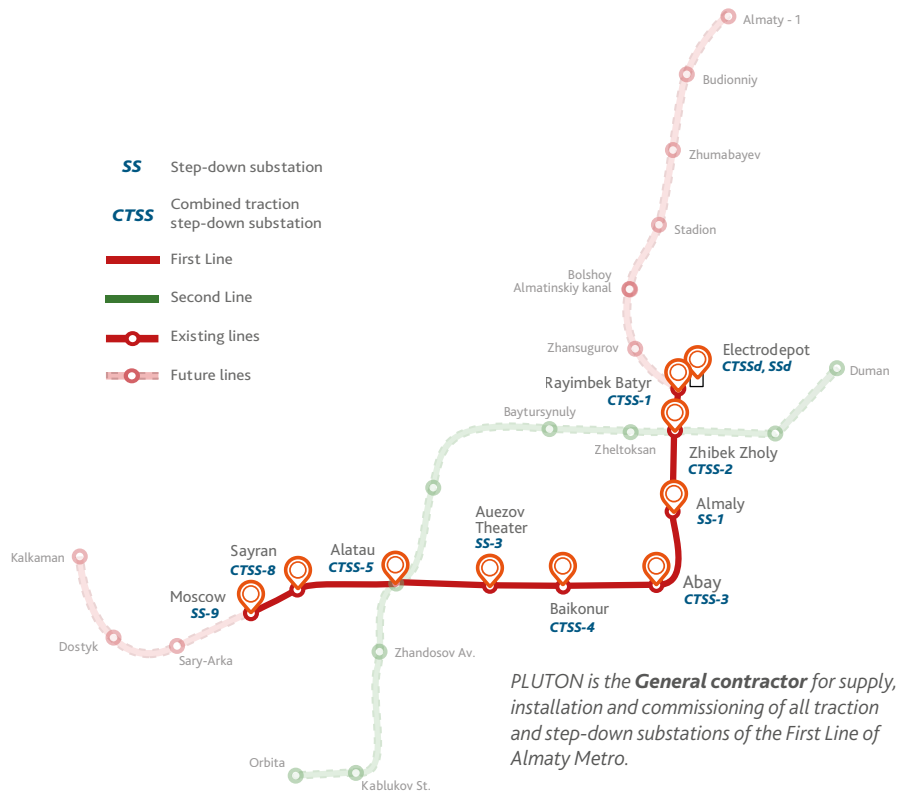 Almaty - 1
Budionniy
Zhumabayev
Stadion
Bolshoy
Almatinskiy kanal
Zhansugurov
SS Step-down substation
CTSS Combined traction
step-down substation
First Line
Second Line
Existing lines
Future lines
Electrodepot
CTSSd, SSd
Rayimbek Batyr
CTSS-1
Duman
Baytursynuly
Zheltoksan
Zhibek Zholy
CTSS-2
Almaly
SS-1
Auezov
Theater
SS-3
Kalkaman
Sayran
CTSS-8
Alatau
CTSS-5
Moscow
SS-9
Abay
CTSS-3
Baikonur
CTSS-4
Dostyk
Sary-Arka
Zhandosov Av.
Orbita
Kablukov St.
PLUTON is the General contractor for supply,
installation and commissioning of all traction
and step-down substations of the First Line of
Almaty Metro.